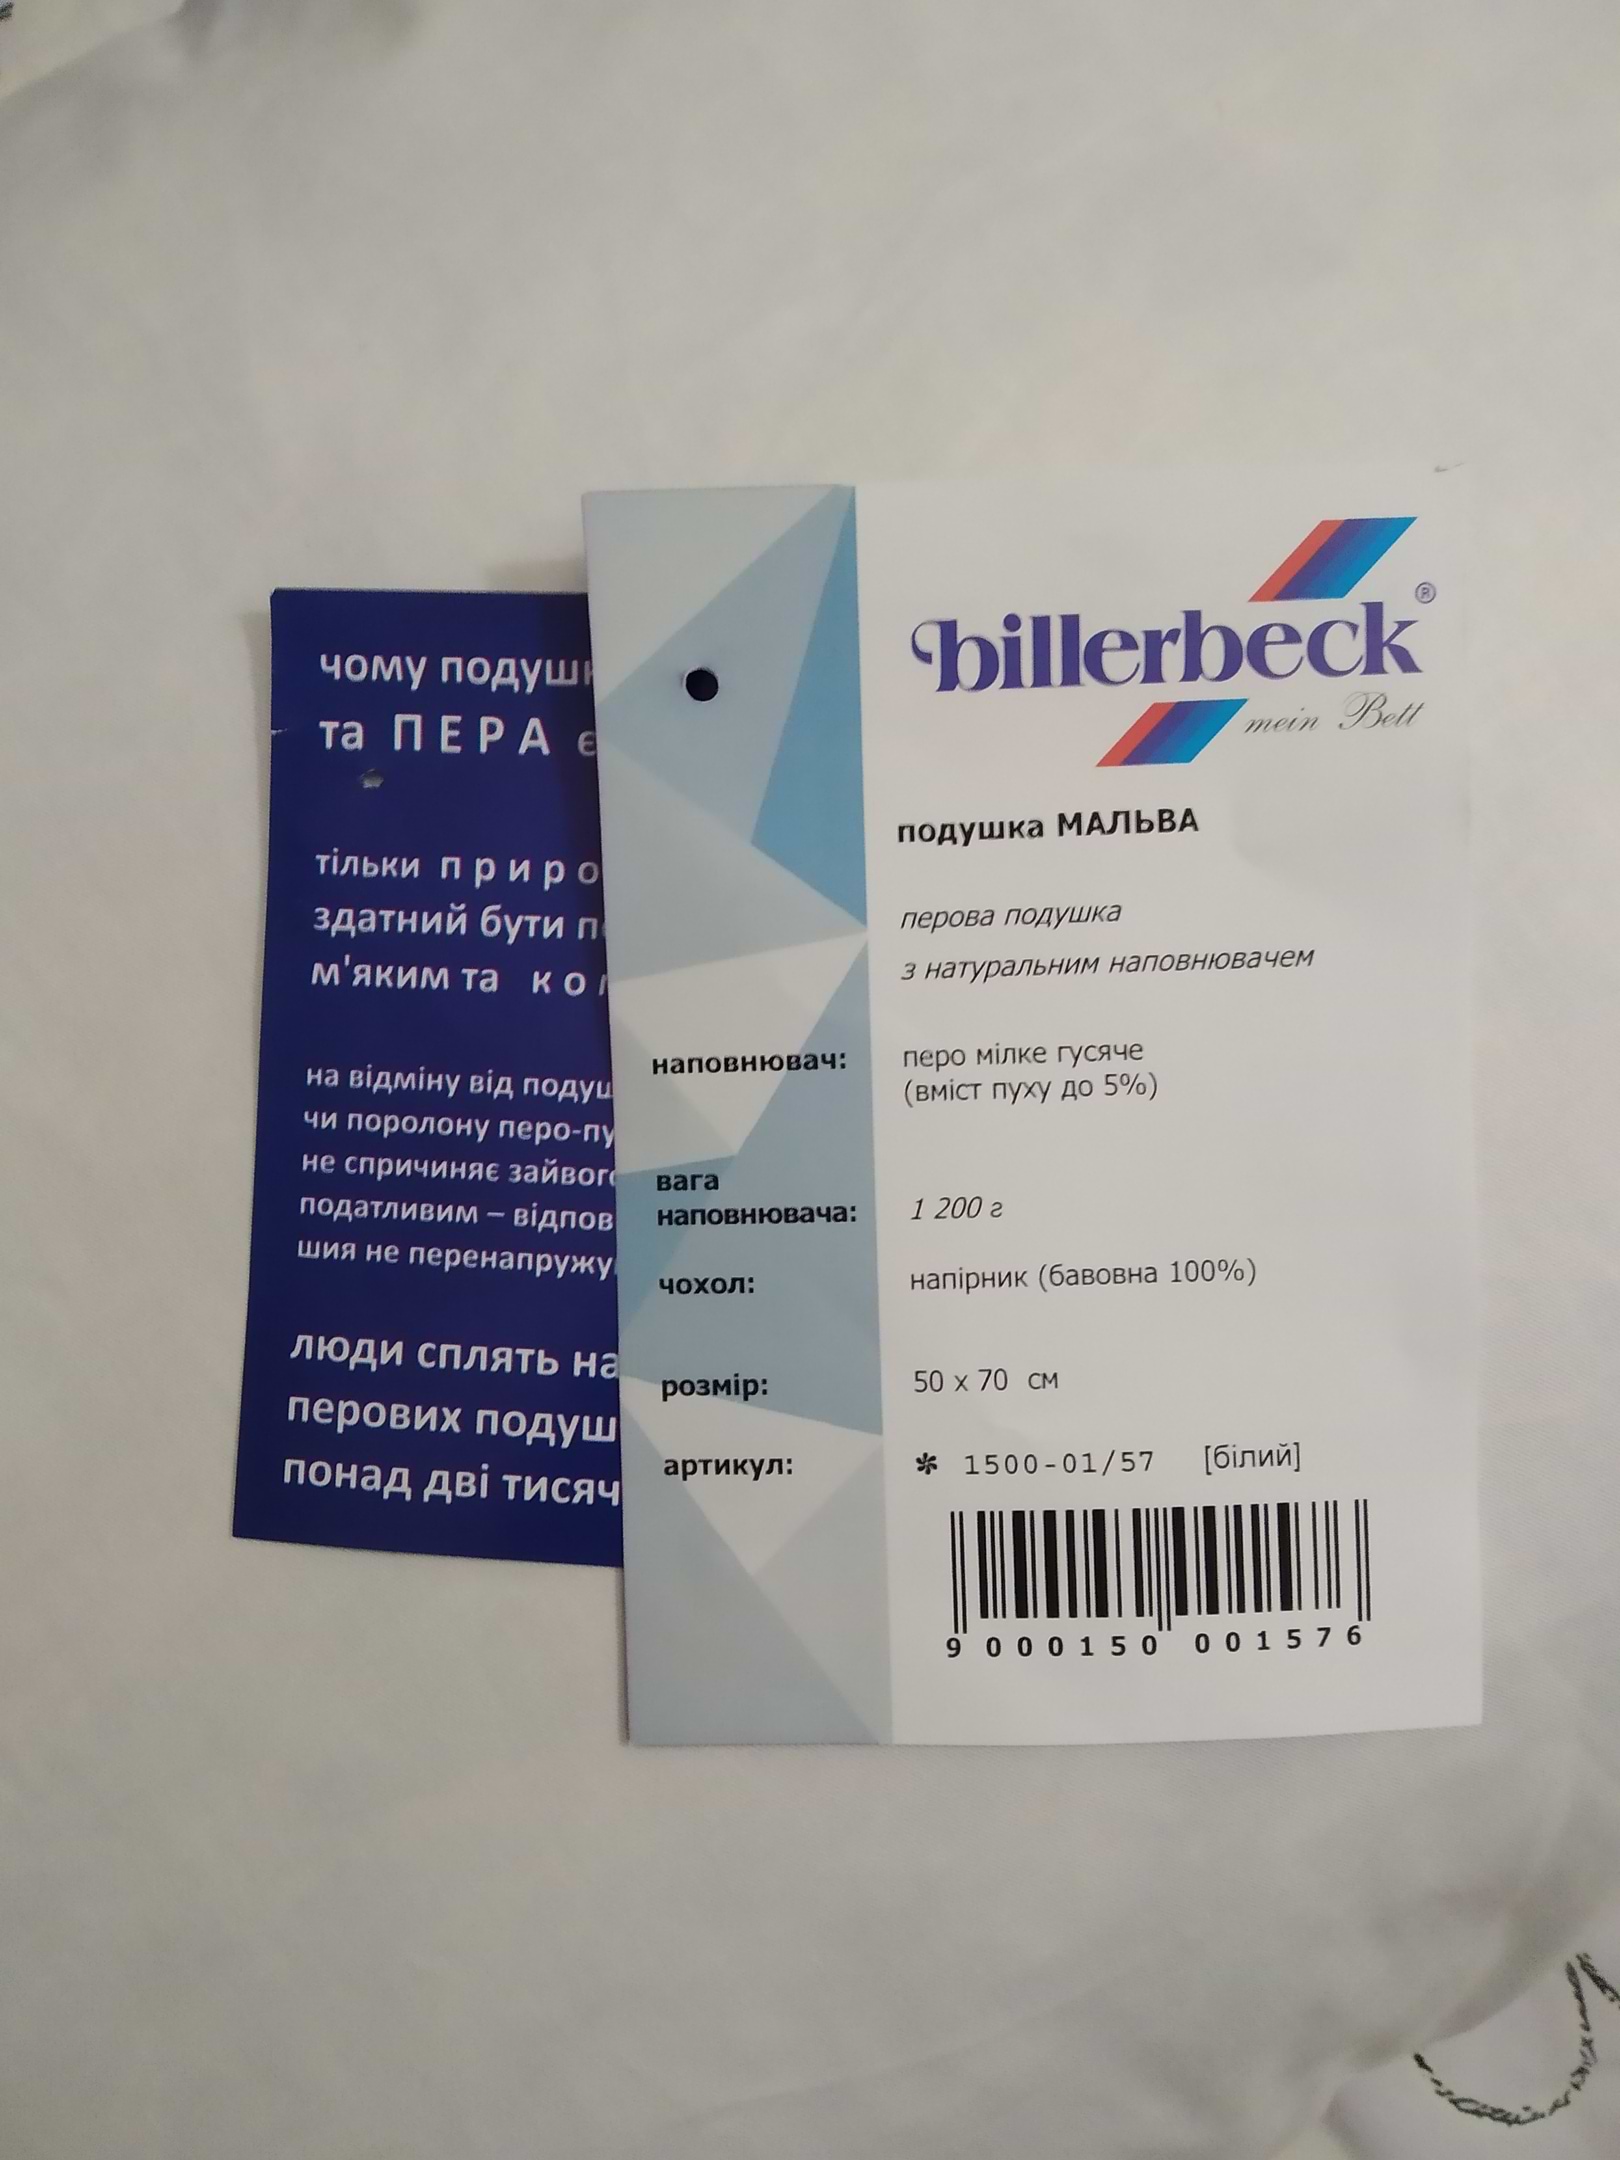 чому подушк
та ПЕРА є
тільки приро
здатний бути п
м'яким та ко
на відміну від подуш
чи поролону перо-пу
не спричиняє зайвог
податливим – відпов
шия не перенапружу
люди сплять на
перових подуш
понад дві тисяч
billerbeck®
mein Bett
подушка МАЛЬВА
перова подушка
з натуральним наповнювачем
наповнювач: перо мілке гусяче
(вміст пуху до 5%)
вага
наповнювача: 1 200 г
чохол: напірник (бавовна 100%)
розмір: 50 x 70 см
артикул: * 1500-01/57 [білий]
9 000150 001576